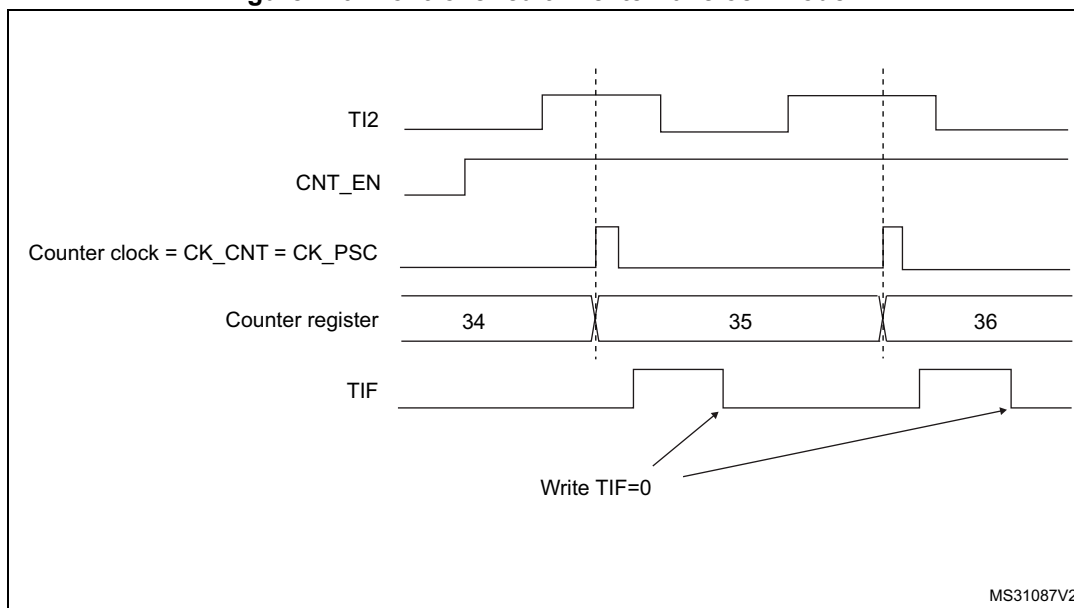 TI2
CNT_EN
Counter clock = CK_CNT = CK_PSC
Counter register 34 35 36
TIF
Write TIF=0
MS31087V2